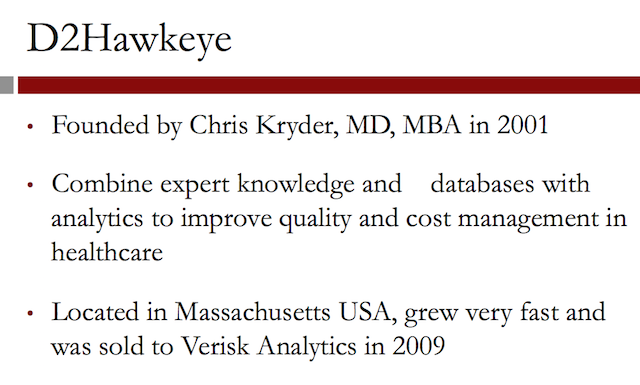 D2Hawkeye
• Founded by Chris Kryder, MD, MBA in 2001
• Combine expert knowledge and databases with
analytics to improve quality and cost management in
healthcare
• Located in Massachusetts USA, grew very fast and
was sold to Verisk Analytics in 2009